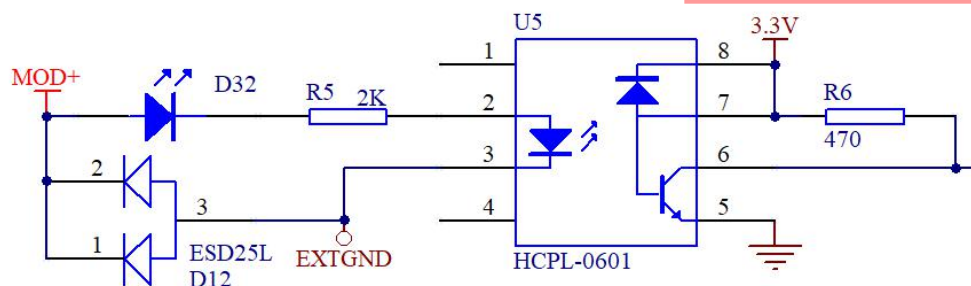 U5
3.3V
1
8
MOD+
D32
R5
2K
2
7
R6
470
2
3
6
3
4
5
1
ESD25L
D12
EXTGND
HCPL-0601